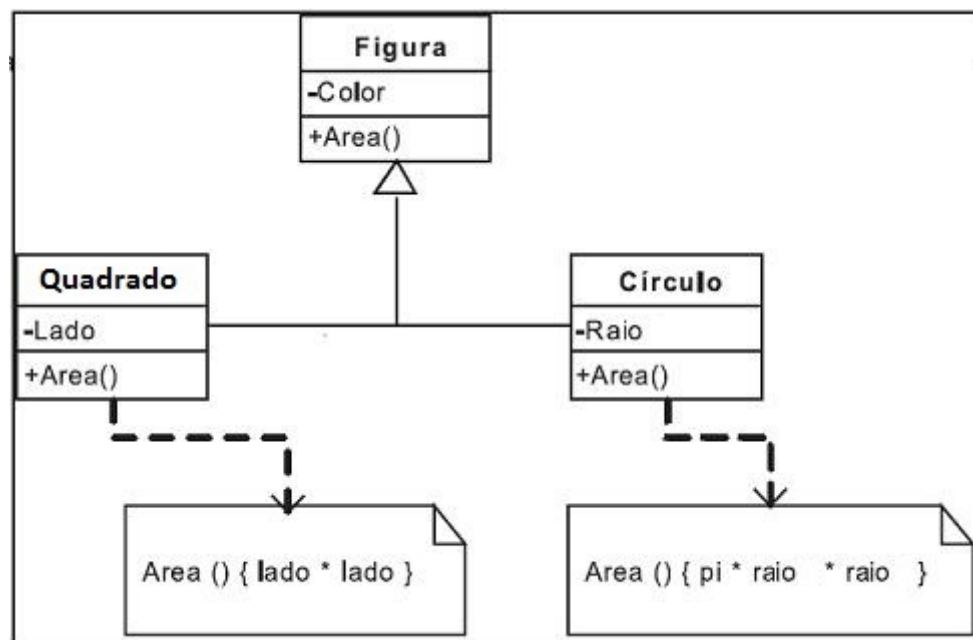 Figura
-Color
+Area()
Quadrado
-Lado
+Area()
Círculo
-Raio
+Area()
Area () { lado * lado }
Area () { pi * raio * raio }